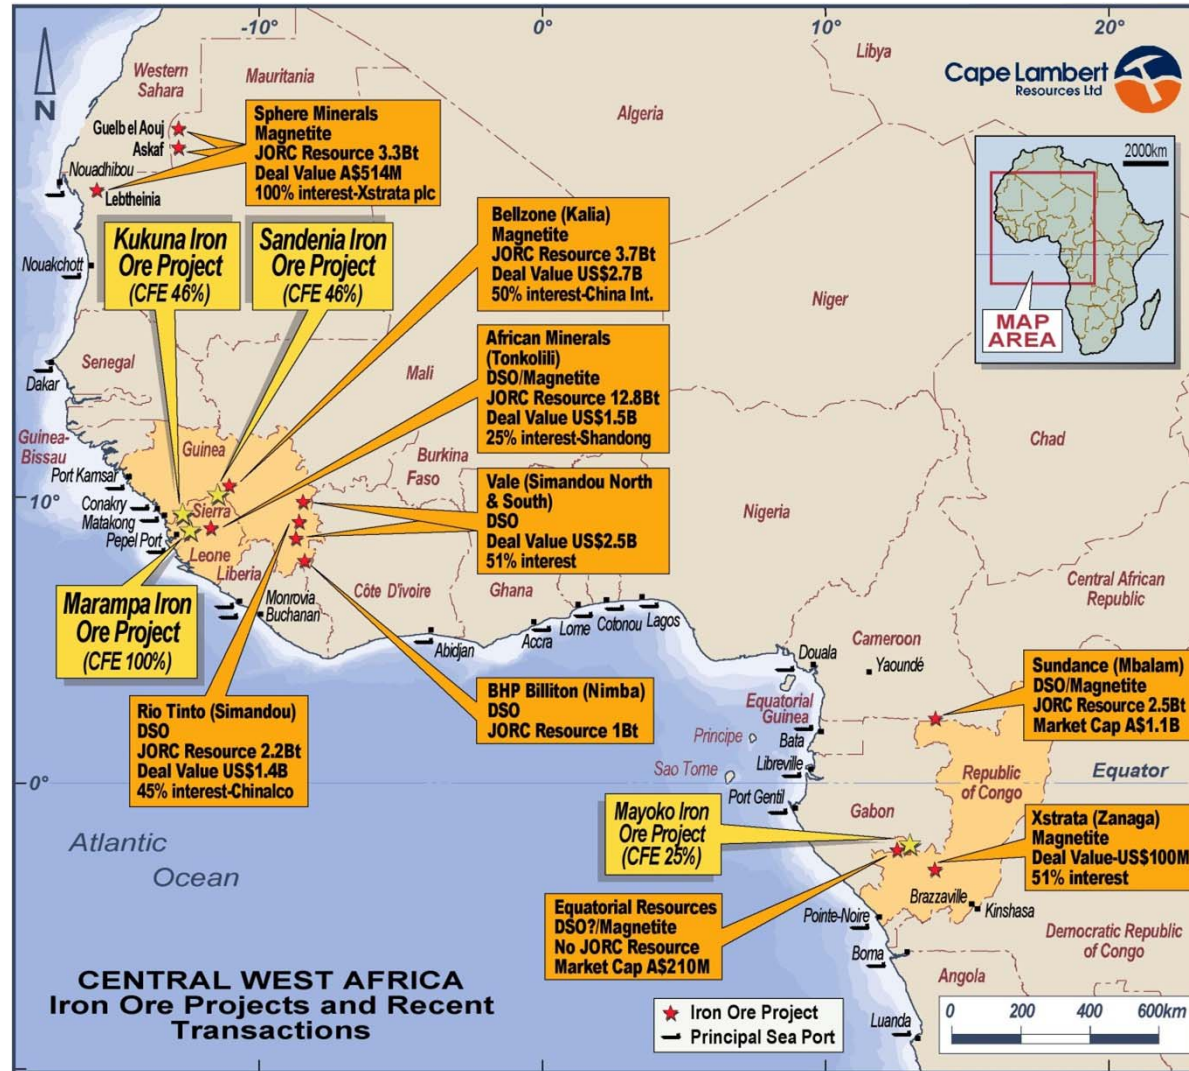 -10°
0°
10°
20°
N
Cape Lambert
Resources Ltd
Western
Sahara
Mauritania
Algeria
Libya
2000km
MAP
AREA
Guelb el Aouj
Askaf
Nouadhibou
Lebtheinia
Sphere Minerals
Magnetite
JORC Resource 3.3Bt
Deal Value A$514M
100% interest-Xstrata plc
Kukuna Iron
Ore Project
(CFE 46%)
Sandenia Iron
Ore Project
(CFE 46%)
Bellzone (Kalia)
Magnetite
JORC Resource 3.7Bt
Deal Value US$2.7B
50% interest-China Int.
Nouakchott
Niger
African Minerals
(Tonkolili)
DSO/Magnetite
JORC Resource 12.8Bt
Deal Value US$1.5B
25% interest-Shandong
Senegal
Dakar
Mali
Chad
Guinea-
Bissau
Guinea
Burkina
Faso
Port Kamsar
10°
Conakry
Matakong
Pepel Port
Sierra
Leone
Liberia
Vale (Simandou North
& South)
DSO
Deal Value US$2.5B
51% interest
Nigeria
Central African
Republic
Marampa Iron
Ore Project
(CFE 100%)
Monrovia
Buchanan
Côte D'ivoire
Ghana
Abidjan
Accra
Lome
Cotonou
Lagos
Cameroon
Douala
Yaoundé
Rio Tinto (Simandou)
DSO
JORC Resource 2.2Bt
Deal Value US$1.4B
45% interest-Chinalco
BHP Billiton (Nimba)
DSO
JORC Resource 1Bt
Equatorial
Guinea
Bata
Principe
Sao Tome
Libreville
Port Gentil
Sundance (Mbalam)
DSO/Magnetite
JORC Resource 2.5Bt
Market Cap A$1.1B
0°
Republic
of Congo
Equator
Gabon
Mayoko Iron
Ore Project
(CFE 25%)
Xstrata (Zanaga)
Magnetite
Deal Value-US$100M
51% interest
Atlantic
Ocean
Equatorial Resources
DSO?/Magnetite
No JORC Resource
Market Cap A$210M
Brazzaville
Kinshasa
Pointe-Noire
Boma
Democratic Republic
of Congo
Angola
Luanda
CENTRAL WEST AFRICA
Iron Ore Projects and Recent
Transactions
Iron Ore Project
Principal Sea Port
0 200 400 600km